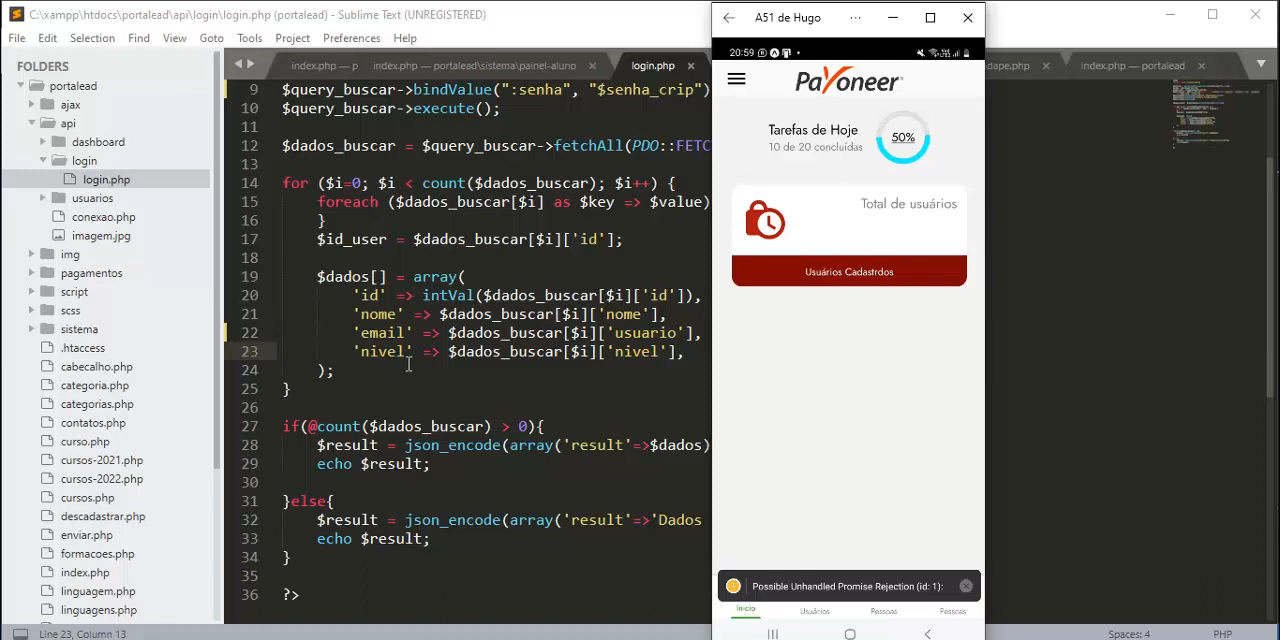 C:\xampp\htdocs\portalead\api\login\login.php (portalead) - Sublime Text (UNREGISTERED)
File Edit Selection Find View Goto Tools Project Preferences Help
FOLDERS
portalead
ajax
api
dashboard
login
login.php
usuarios
conexao.php
imagem.jpg
img
pagamentos
script
scss
sistema
.htaccess
cabecalho.php
categoria.php
categorias.php
contatos.php
curso.php
cursos-2021.php
cursos-2022.php
cursos.php
descadastrar.php
enviar.php
formacoes.php
index.php
linguagem.php
linguagens.php
index.php — p
index.php — portalead\sistema\painel-aluno
login.php
dape.php
index.php — portalead
9 $query_buscar->bindValue(":senha", "$senha_crip")
10 $query_buscar->execute();
11
12 $dados_buscar = $query_buscar->fetchAll(PDO::FETC
13
14 for ($i=0; $i < count($dados_buscar); $i++) {
15 foreach ($dados_buscar[$i] as $key => $value)
16 }
17 $id_user = $dados_buscar[$i]['id'];
18
19 $dados[] = array(
20 'id' => intVal($dados_buscar[$i]['id']),
21 'nome' => $dados_buscar[$i]['nome'],
22 'email' => $dados_buscar[$i]['usuario'],
23 'nivel' => $dados_buscar[$i]['nivel'],
24 );
25 }
26
27 if(@count($dados_buscar) > 0){
28 $result = json_encode(array('result'=>$dados)
29 echo $result;
30
31 }else{
32 $result = json_encode(array('result'=>'Dados
33 echo $result;
34 }
35
36 ?>
A51 de Hugo
20:59
PaYoneer
Tarefas de Hoje
10 de 20 concluídas
50%
Total de usuários
Usuários Cadastrdos
Possible Unhandled Promise Rejection (id: 1):
Inicio Usuários Pessoas Pessoas
Line 23, Column 13
Spaces: 4
PHP